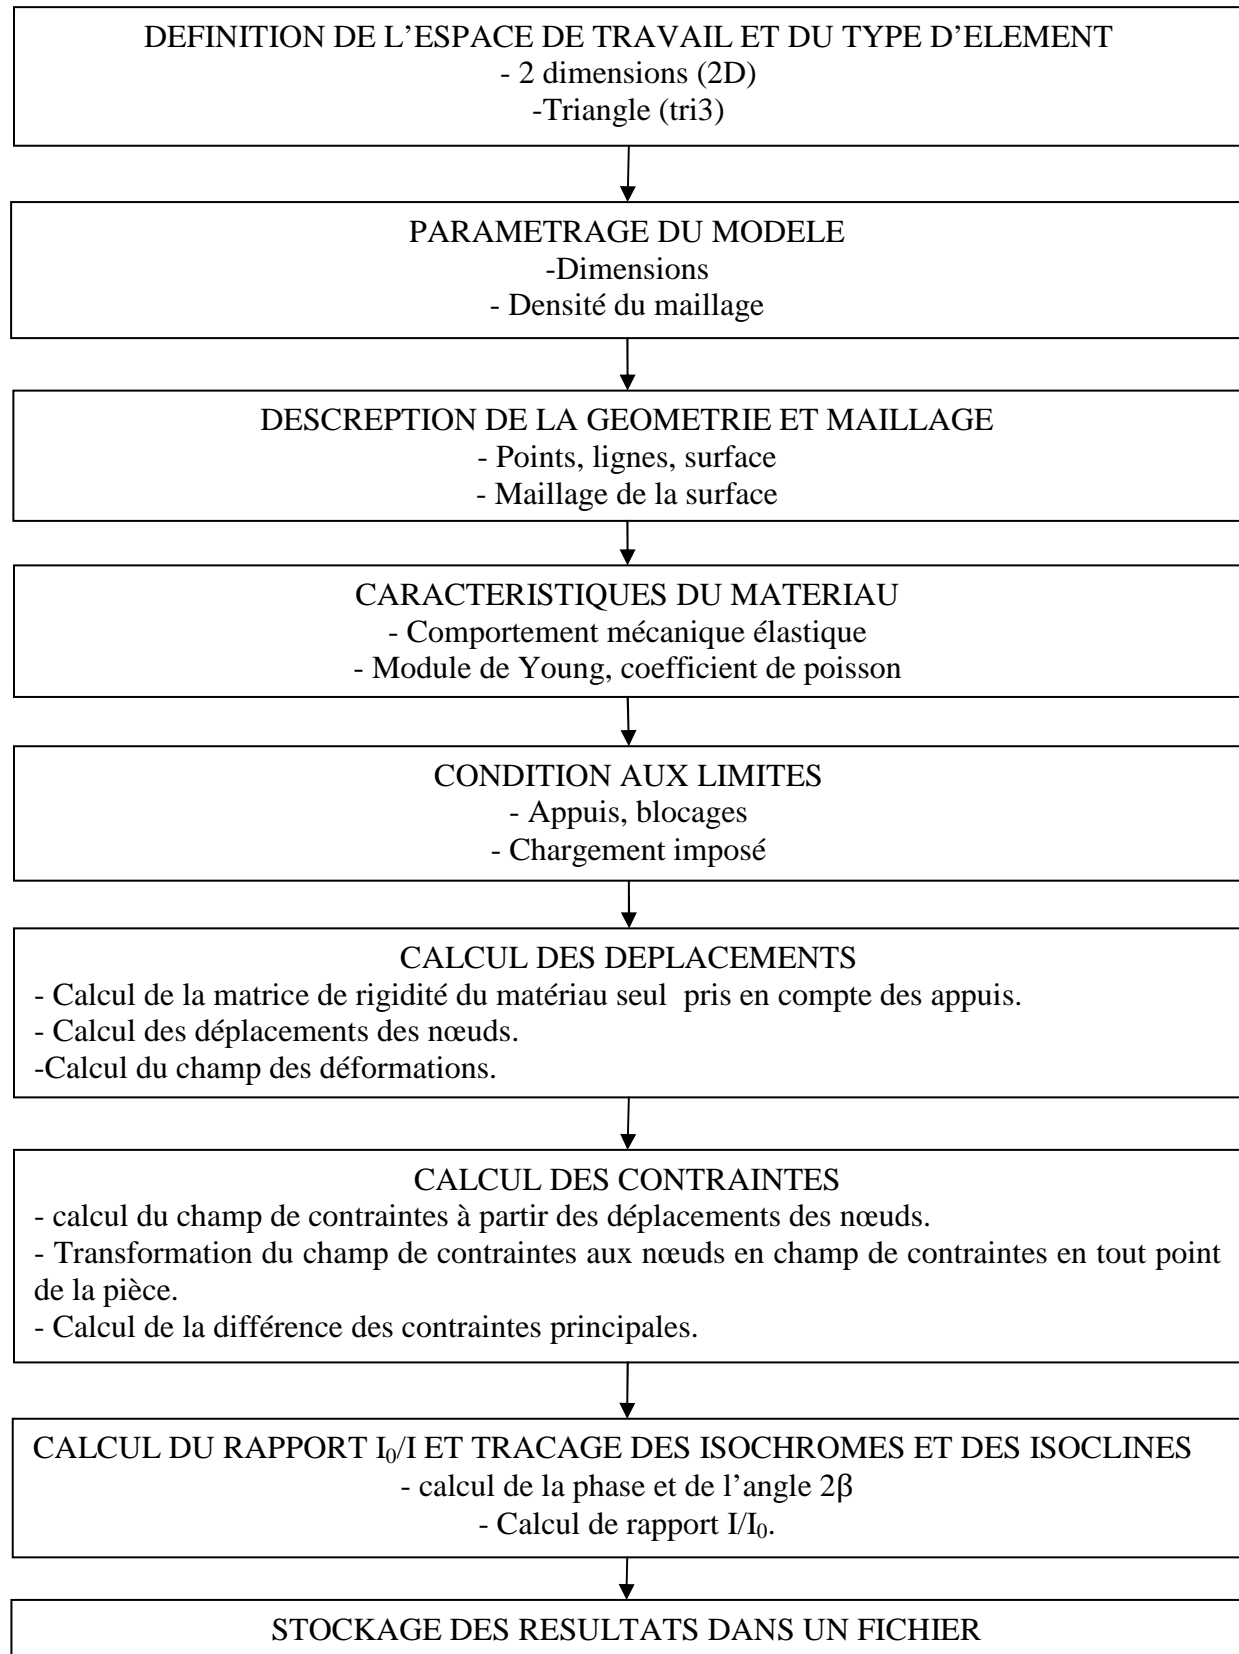 DEFINITION DE L'ESPACE DE TRAVAIL ET DU TYPE D'ELEMENT
- 2 dimensions (2D)
-Triangle (tri3)
PARAMETRAGE DU MODELE
-Dimensions
- Densité du maillage
DESCREPTION DE LA GEOMETRIE ET MAILLAGE
- Points, lignes, surface
- Maillage de la surface
CARACTERISTIQUES DU MATERIAU
- Comportement mécanique élastique
- Module de Young, coefficient de poisson
CONDITION AUX LIMITES
- Appuis, blocages
- Chargement imposé
CALCUL DES DEPLACEMENTS
- Calcul de la matrice de rigidité du matériau seul  pris en compte des appuis.
- Calcul des déplacements des nœuds.
-Calcul du champ des déformations.
CALCUL DES CONTRAINTES
- calcul du champ de contraintes à partir des déplacements des nœuds.
- Transformation du champ de contraintes aux nœuds en champ de contraintes en tout point
de la pièce.
- Calcul de la différence des contraintes principales.
CALCUL DU RAPPORT I₀/I ET TRACAGE DES ISOCHROMES ET DES ISOCLINES
- calcul de la phase et de l'angle 2β
- Calcul de rapport I/I₀.
STOCKAGE DES RESULTATS DANS UN FICHIER